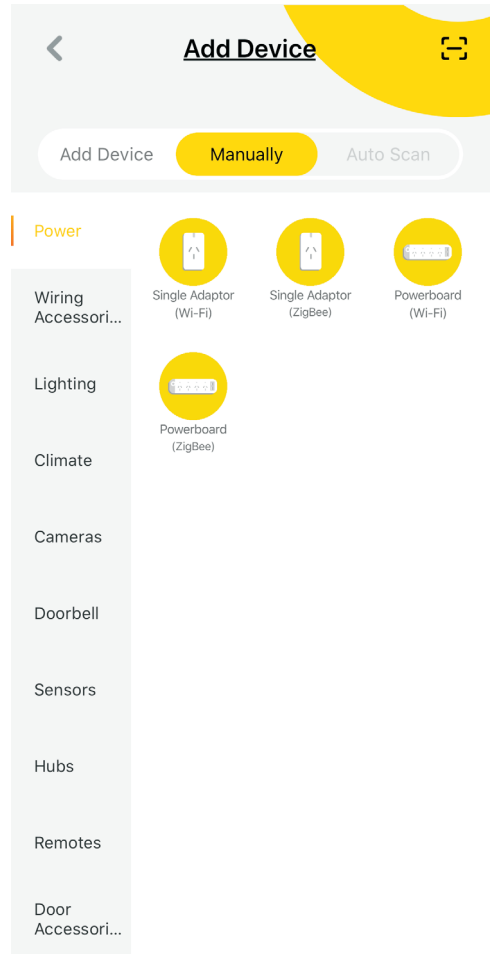 Add Device
Add Device
Manually
Auto Scan
Power
Wiring
Accessori...
Lighting
Climate
Cameras
Doorbell
Sensors
Hubs
Remotes
Door
Accessori...
Single Adaptor
(Wi-Fi)
Single Adaptor
(ZigBee)
Powerboard
(Wi-Fi)
Powerboard
(ZigBee)